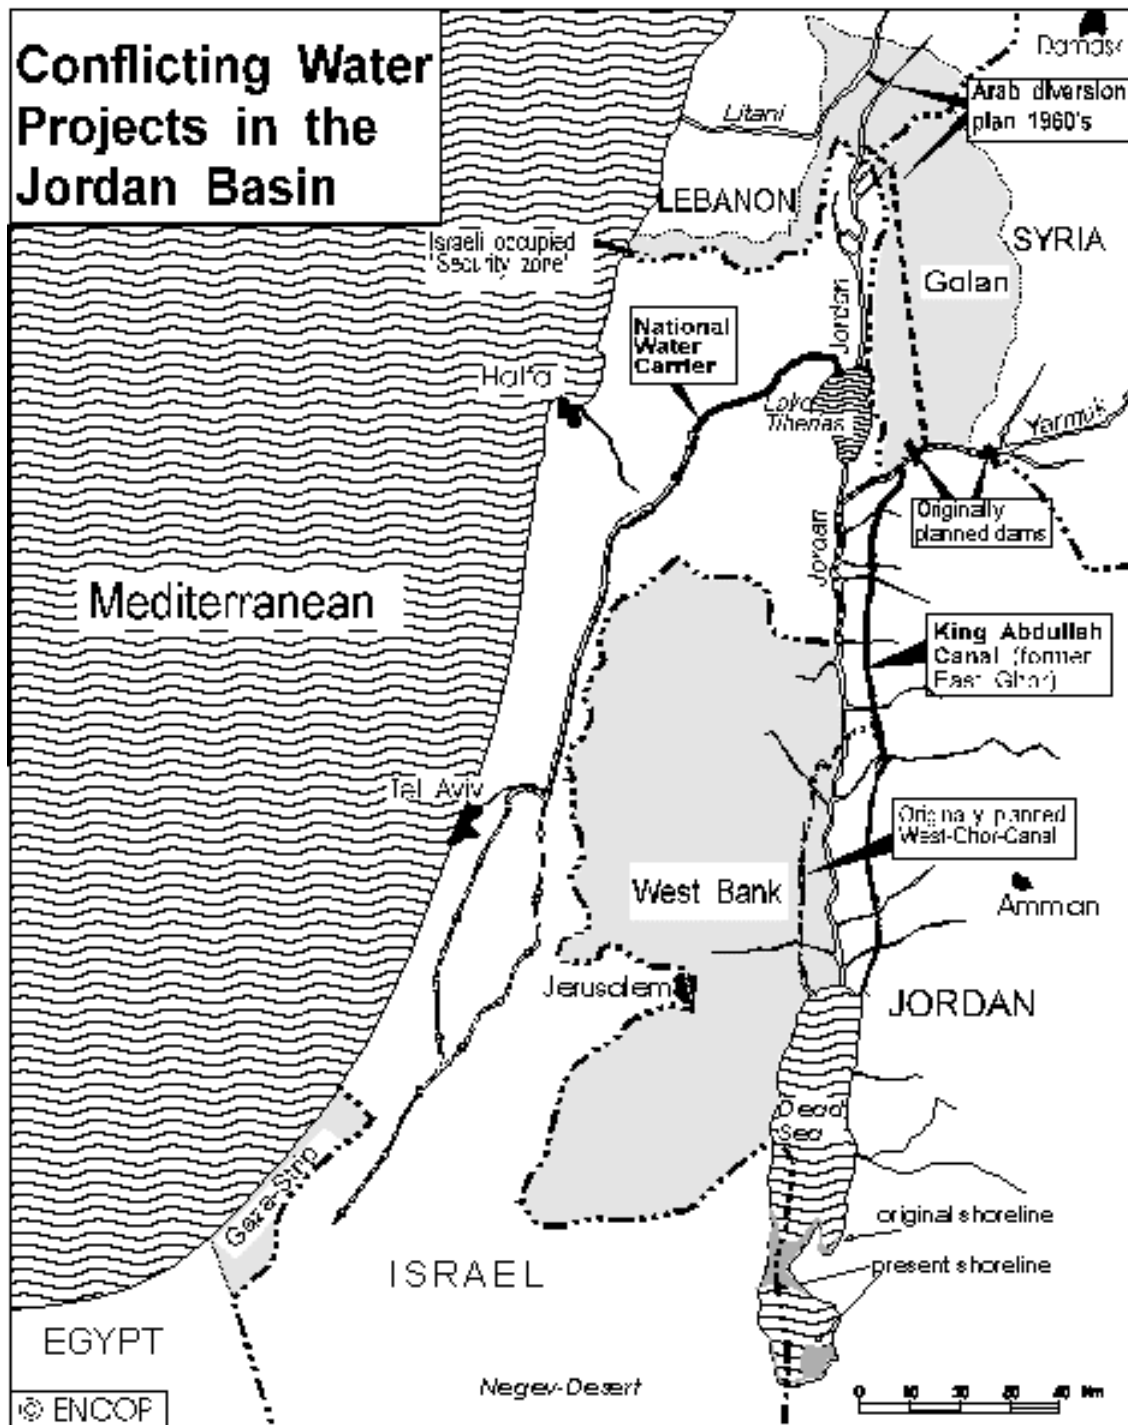 Conflicting Water
Projects in the
Jordan Basin
Damask
Arab diversion
plan 1960's
Litani
LEBANON
SYRIA
Israeli occupied
'Security zone'
Golan
Jordan
National
Water
Carrier
Haifa
Lake
Tiberias
Yarmuk
Originally
planned dams
Jordan
Mediterranean
King Abdullah
Canal (former
East Ghor)
Tel Aviv
Originally planned
West-Ghor-Canal
West Bank
Amman
Jerusalem
JORDAN
Dead
Sea
Gaza-Strip
original shoreline
present shoreline
ISRAEL
EGYPT
Negev-Desert
© ENCOP
0 10 20 30 40 Km